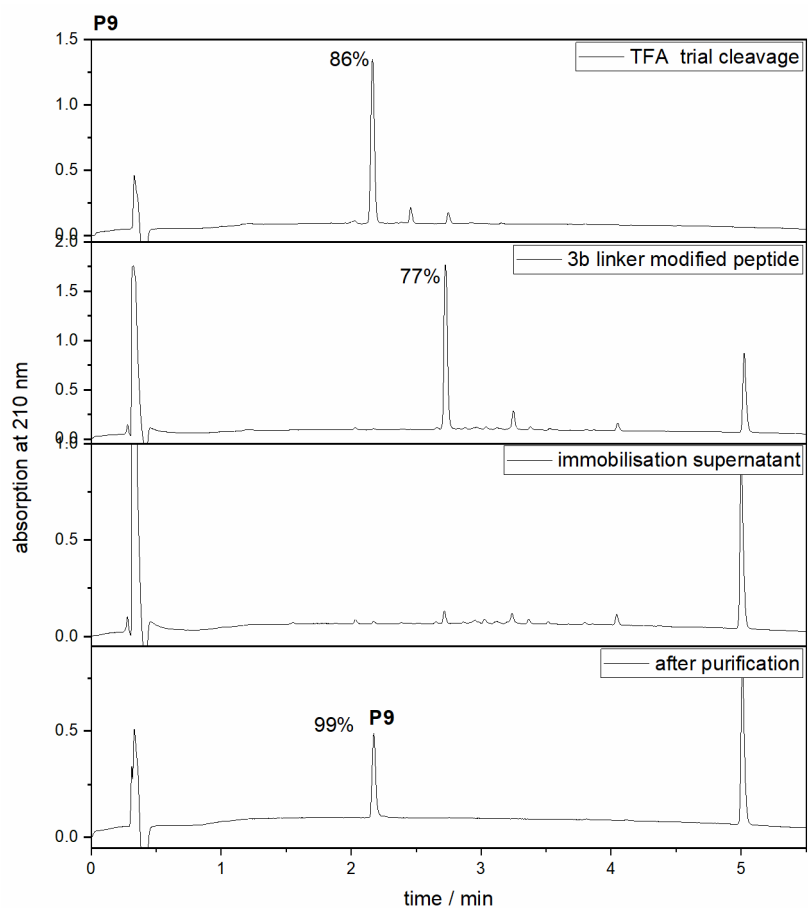 P9
1.5
TFA trial cleavage
86%
1.0
0.5
0.0
2.0
3b linker modified peptide
77%
1.5
1.0
0.5
0.0
1.0
immobilisation supernatant
0.5
0.0
after purification
99% P9
0.5
0.0
0 1 2 3 4 5
time / min
absorption at 210 nm